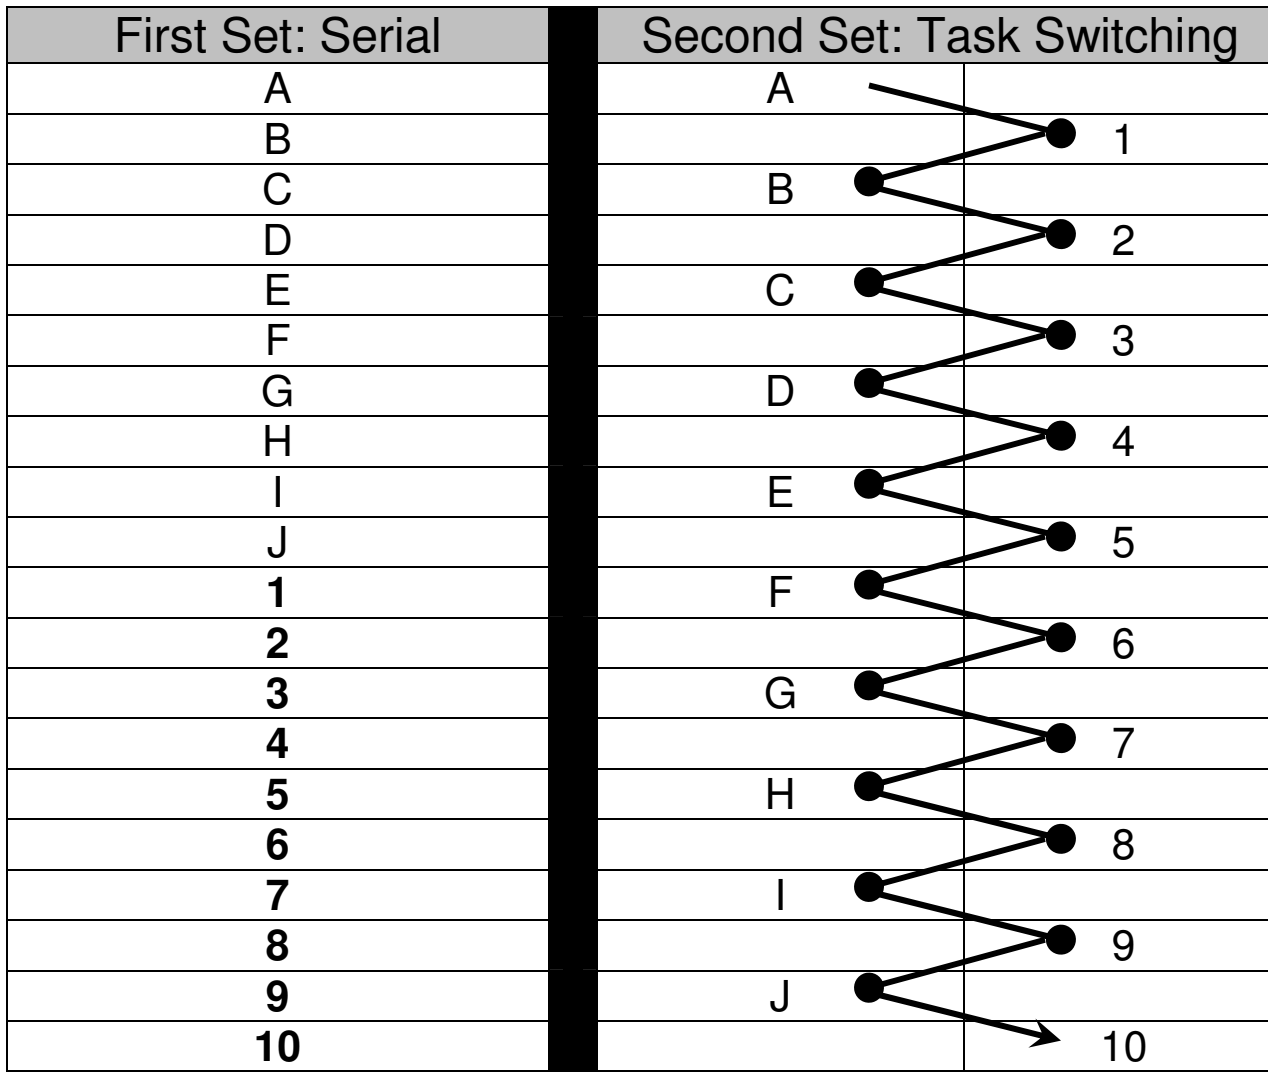 First Set: Serial Second Set: Task Switching
A A
B 1
C B
D 2
E C
F 3
G D
H 4
I E
J 5
1 F
2 6
3 G
4 7
5 H
6 8
7 I
8 9
9 J
10 10